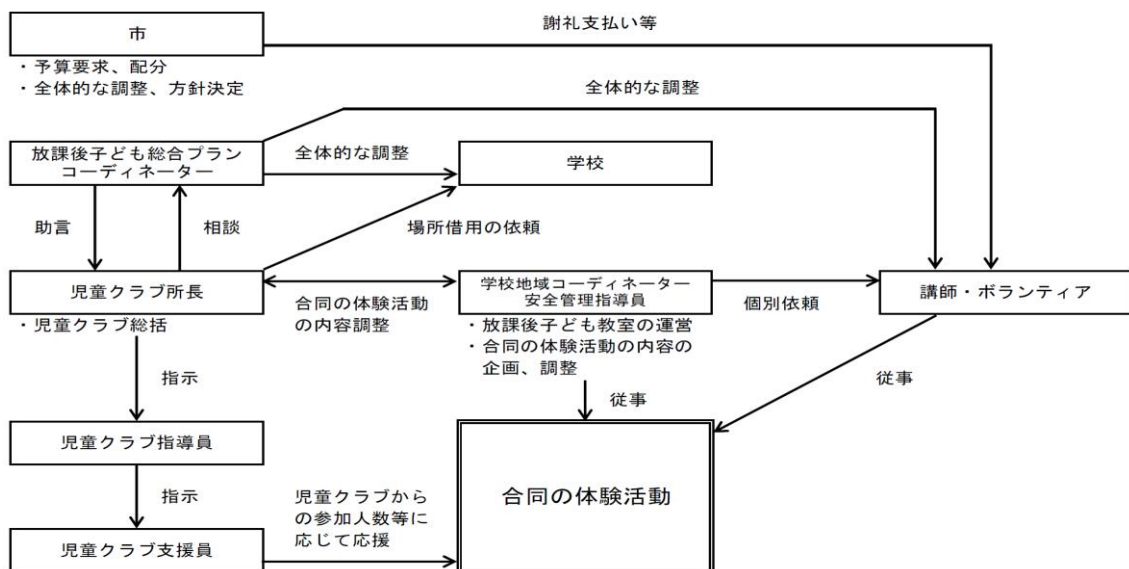 市
謝礼支払い等
・予算要求、配分
・全体的な調整、方針決定
全体的な調整
放課後子ども総合プラン
コーディネーター
全体的な調整
学校
助言
相談
場所借用の依頼
児童クラブ所長
合同の体験活動
の内容調整
学校地域コーディネーター
安全管理指導員
個別依頼
講師・ボランティア
・児童クラブ総括
・放課後子ども教室の運営
・合同の体験活動の内容の
企画、調整
指示
従事
従事
児童クラブ指導員
指示
児童クラブから
の参加人数等に
応じて応援
合同の体験活動
児童クラブ支援員